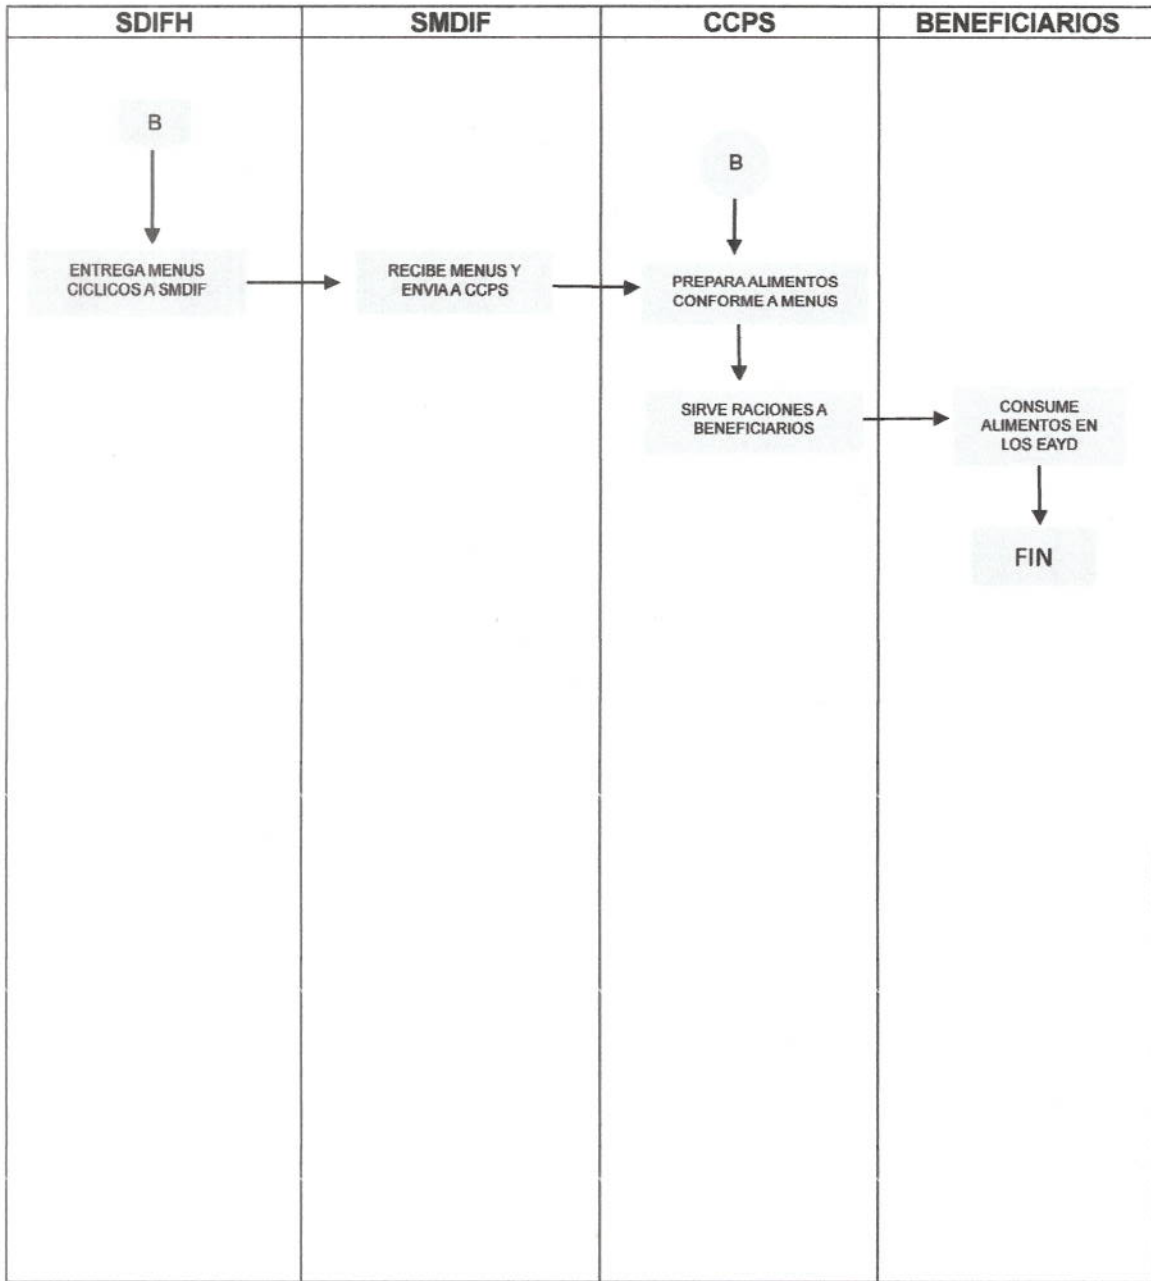 SDIFH
SMDIF
CCPS
BENEFICIARIOS
B
B
ENTREGA MENUS
CICLICOS A SMDIF
RECIBE MENUS Y
ENVIA A CCPS
PREPARA ALIMENTOS
CONFORME A MENUS
SIRVE RACIONES A
BENEFICIARIOS
CONSUME
ALIMENTOS EN
LOS EAYD
FIN